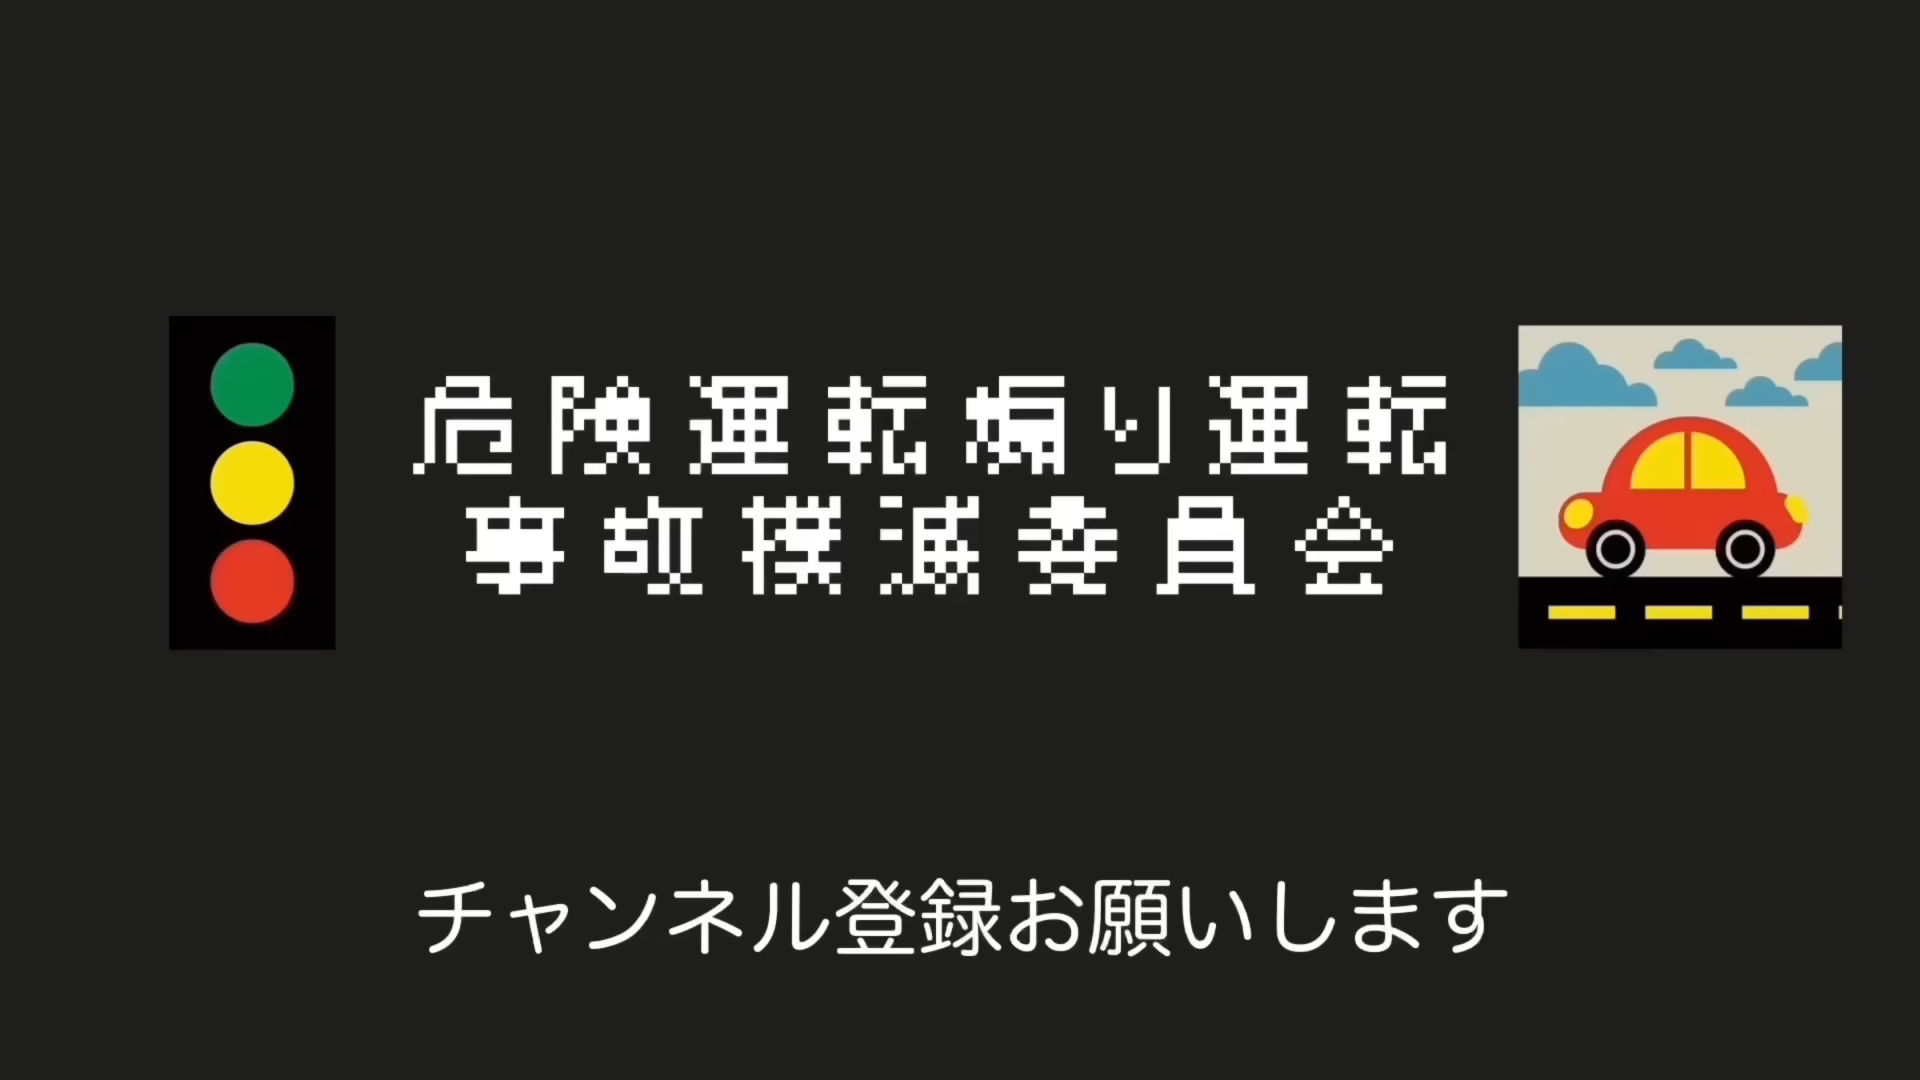 危険運転煽り運転
事故撲滅委員会
チャンネル登録お願いします